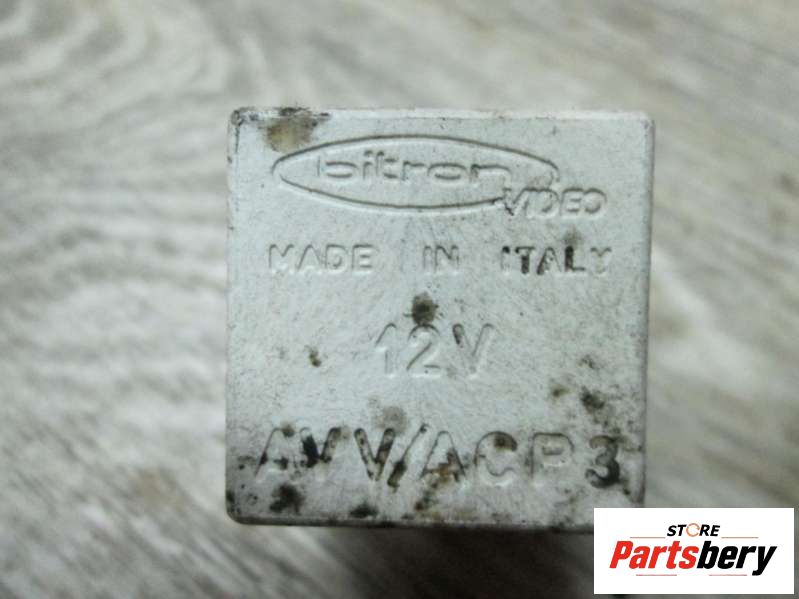 bitron
VIDEO
MADE IN ITALY
12V
AVV/ACP3
STORE
Partsbery